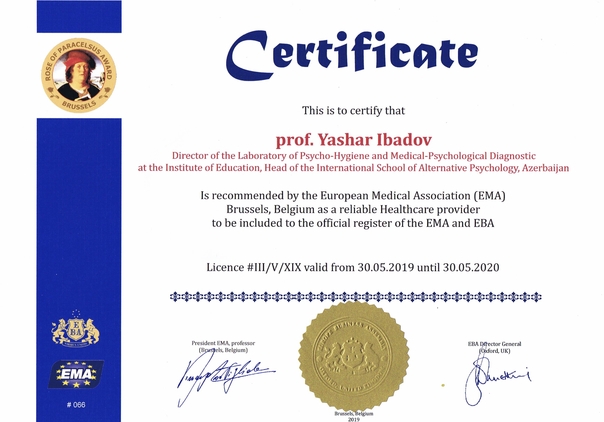 ROSE OF PARACELSUS AWARD
BRUSSELS
Certificate
This is to certify that
prof. Yashar Ibadov
Director of the Laboratory of Psycho-Hygiene and Medical-Psychological Diagnostic
at the Institute of Education, Head of the International School of Alternative Psychology, Azerbaijan
Is recommended by the European Medical Association (EMA)
Brussels, Belgium as a reliable Healthcare provider
to be included to the official register of the EMA and EBA
Licence #III/V/XIX valid from 30.05.2019 until 30.05.2020
President EMA, professor
(Brussels, Belgium)
EBA Director General
(Oxford, UK)
EBA
EMA
# 066
Brussels, Belgium
2019